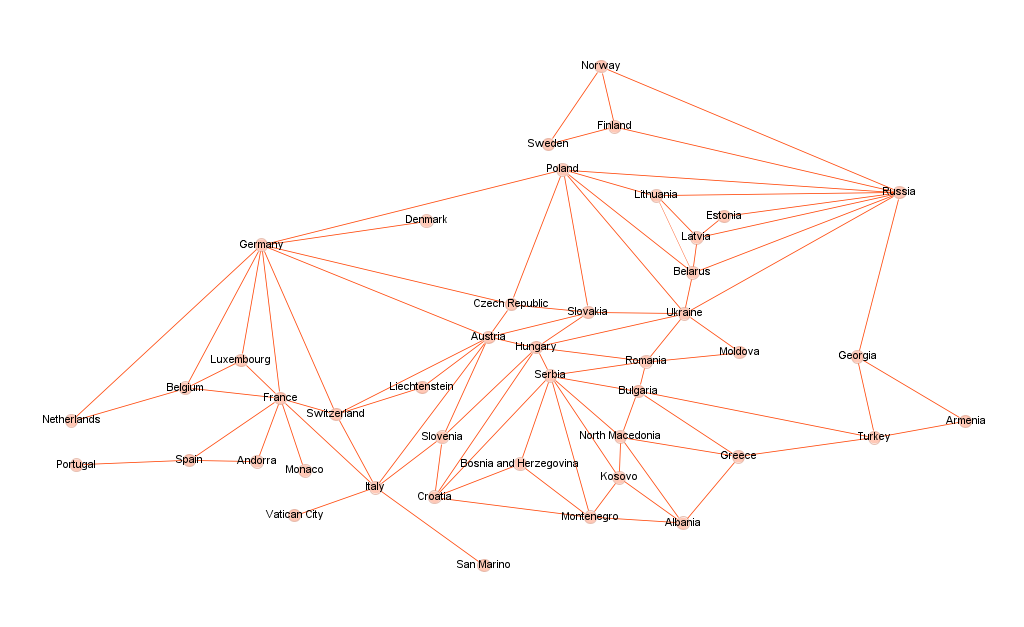 Norway
Finland
Sweden
Poland
Russia
Lithuania
Estonia
Denmark
Latvia
Germany
Belarus
Czech Republic
Slovakia
Ukraine
Austria
Hungary
Moldova
Georgia
Luxembourg
Romania
Serbia
Belgium
Liechtenstein
Bulgaria
France
Switzerland
Netherlands
Armenia
Slovenia
North Macedonia
Turkey
Greece
Portugal
Spain
Andorra
Monaco
Bosnia and Herzegovina
Kosovo
Italy
Croatia
Vatican City
Montenegro
Albania
San Marino